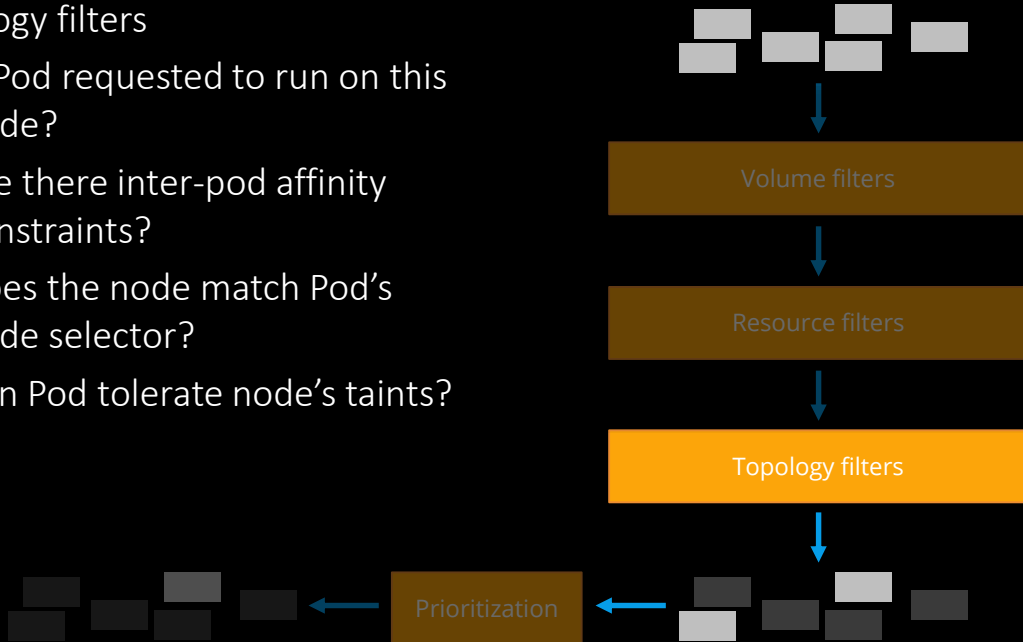 ogy filters
Pod requested to run on this
de?
e there inter-pod affinity
nstraints?
es the node match Pod’s
de selector?
n Pod tolerate node’s taints?
Volume filters
Resource filters
Topology filters
Prioritization